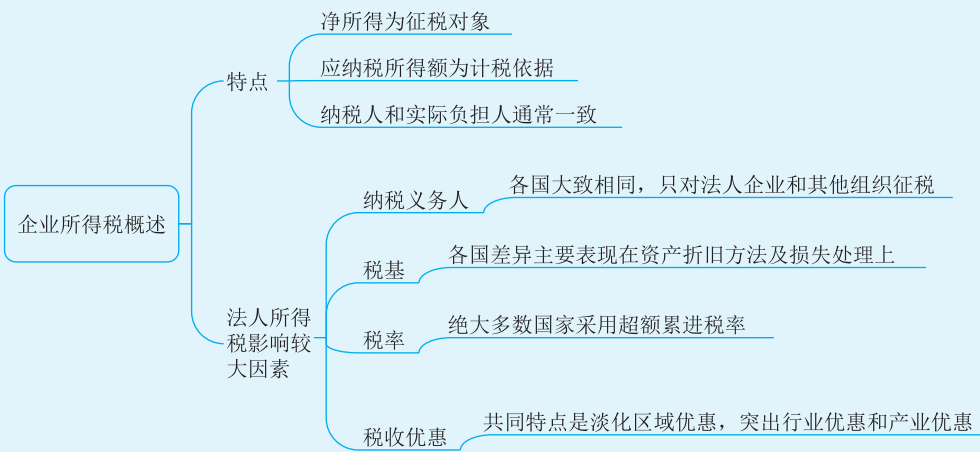 企业所得税概述
特点
净所得为征税对象
应纳税所得额为计税依据
纳税人和实际负担人通常一致
法人所得
税影响较
大因素
纳税义务人
各国大致相同，只对法人企业和其他组织征税
税基
各国差异主要表现在资产折旧方法及损失处理上
税率
绝大多数国家采用超额累进税率
税收优惠
共同特点是淡化区域优惠，突出行业优惠和产业优惠